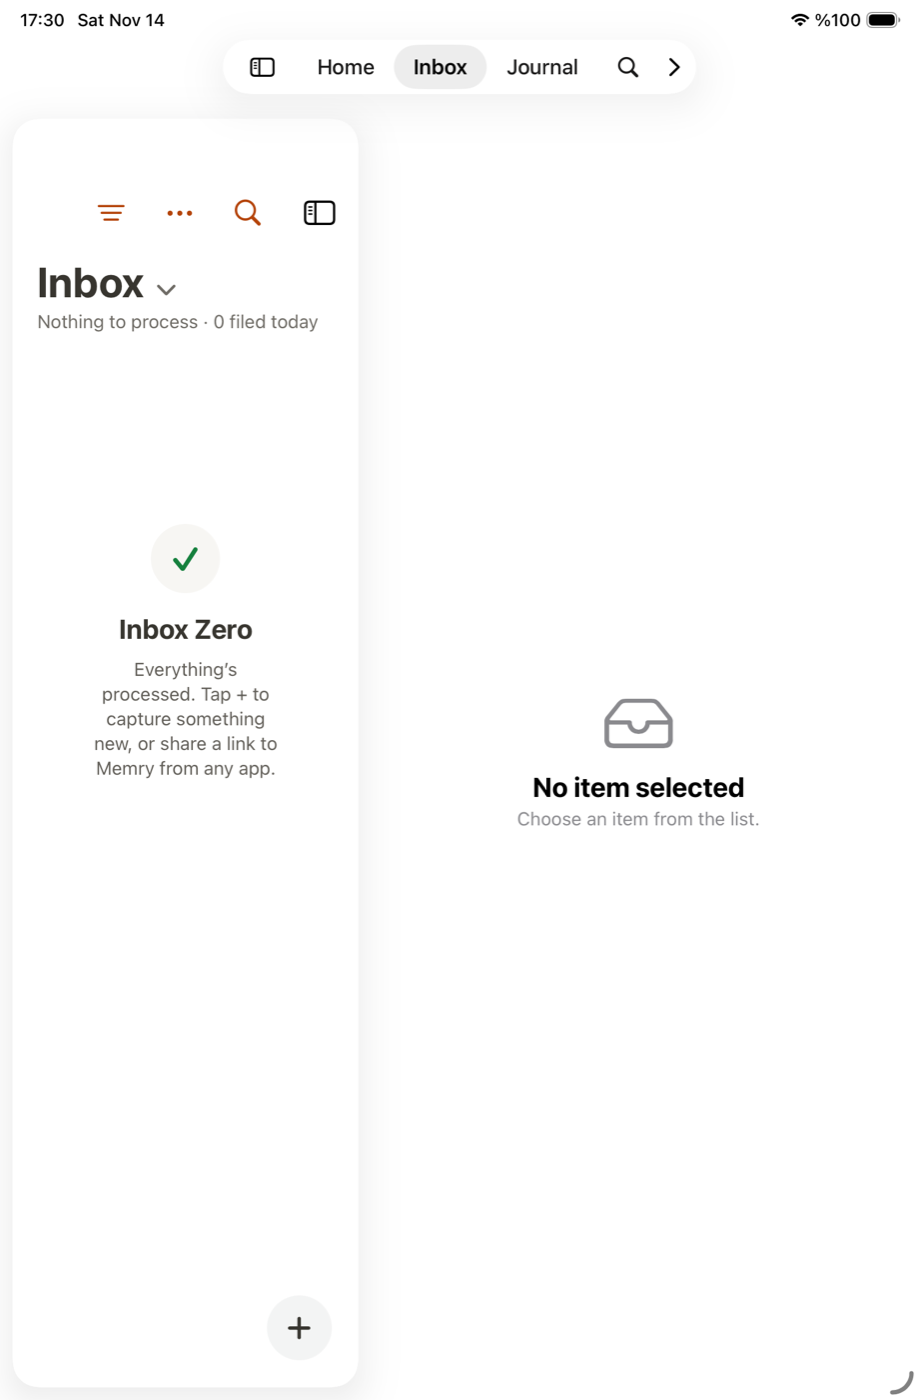 17:30 Sat Nov 14
%100
Home Inbox Journal
Inbox
Nothing to process · 0 filed today
Inbox Zero
Everything’s
processed. Tap + to
capture something
new, or share a link to
Memry from any app.
No item selected
Choose an item from the list.